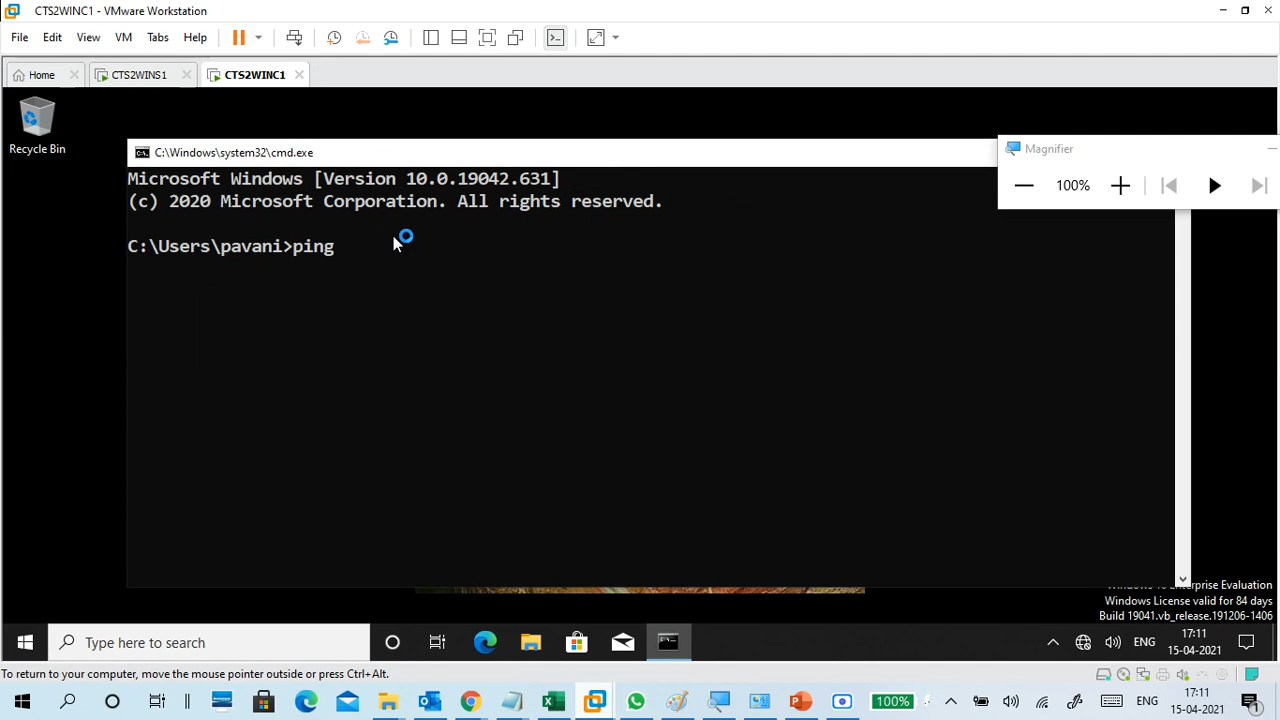 CTS2WINC1 - VMware Workstation
File Edit View VM Tabs Help
Home CTS2WINS1 CTS2WINC1
Recycle Bin
C:\Windows\system32\cmd.exe
Magnifier
100%
Microsoft Windows [Version 10.0.19042.631]
(c) 2020 Microsoft Corporation. All rights reserved.
C:\Users\pavani>ping
Enterprise Evaluation
Windows License valid for 84 days
Build 19041.vb_release.191206-1406
Type here to search
ENG
17:11
15-04-2021
To return to your computer, move the mouse pointer outside or press Ctrl+Alt.
100%
ENG
17:11
15-04-2021
1